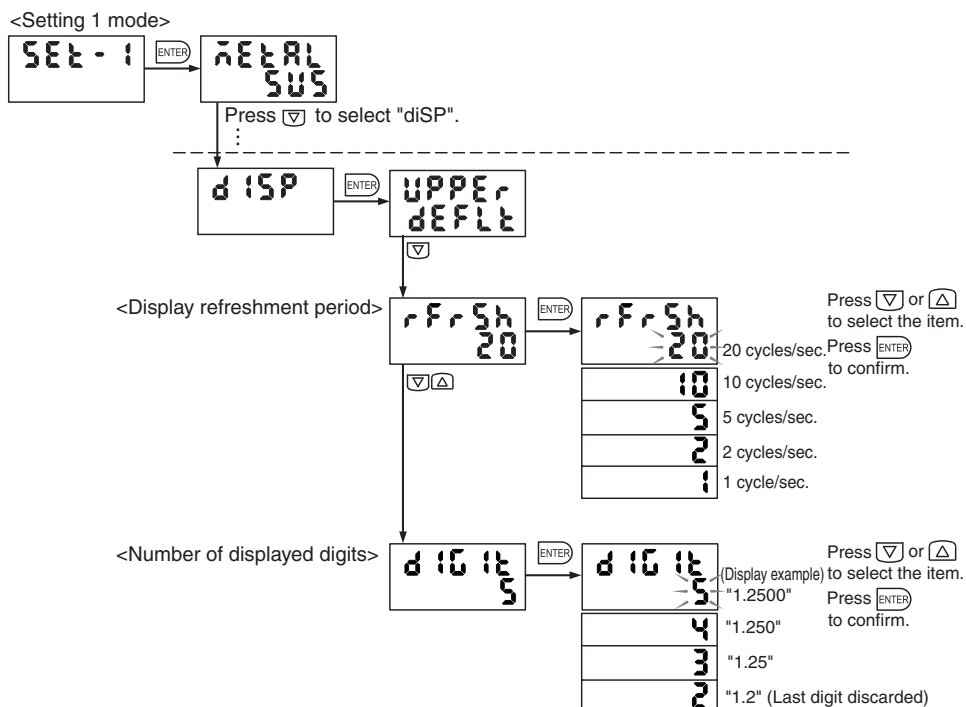 <Setting 1 mode>
SEt-1
ENTER
mEtAL
SUS
Press ▽ to select "diSP".
diSP
ENTER
UPPEr
dEFLt
▽
<Display refreshment period>
rFrSh
20
ENTER
rFrSh
20
20 cycles/sec.
10
10 cycles/sec.
5
5 cycles/sec.
2
2 cycles/sec.
1
1 cycle/sec.
Press ▽ or △
to select the item.
Press ENTER
to confirm.
▽△
<Number of displayed digits>
diGit
5
ENTER
diGit
5
(Display example)
"1.2500"
4
"1.250"
3
"1.25"
2
"1.2" (Last digit discarded)
Press ▽ or △
to select the item.
Press ENTER
to confirm.